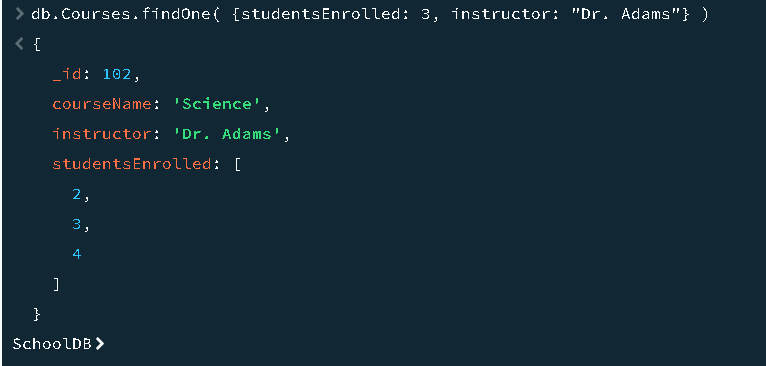 > db.Courses.findOne( {studentsEnrolled: 3, instructor: "Dr. Adams"} )
< {
_id: 102,
courseName: 'Science',
instructor: 'Dr. Adams',
studentsEnrolled: [
2,
3,
4
]
}
SchoolDB>